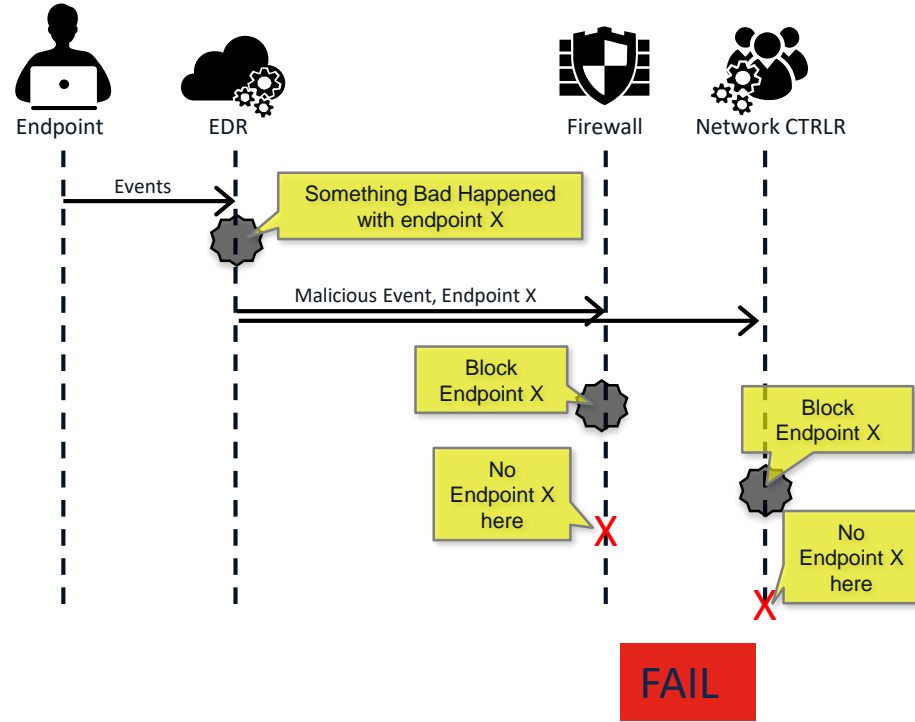 Endpoint
EDR
Firewall
Network CTRLR
Events
Something Bad Happened
with endpoint X
Malicious Event, Endpoint X
Block
Endpoint X
Block
Endpoint X
No
Endpoint X
here
X
No
Endpoint X
here
X
FAIL